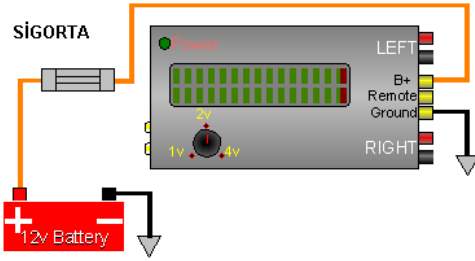 SİGORTA
Power
LEFT
B+
Remote
Ground
2v
1v
4v
RIGHT
+ −
12v Battery